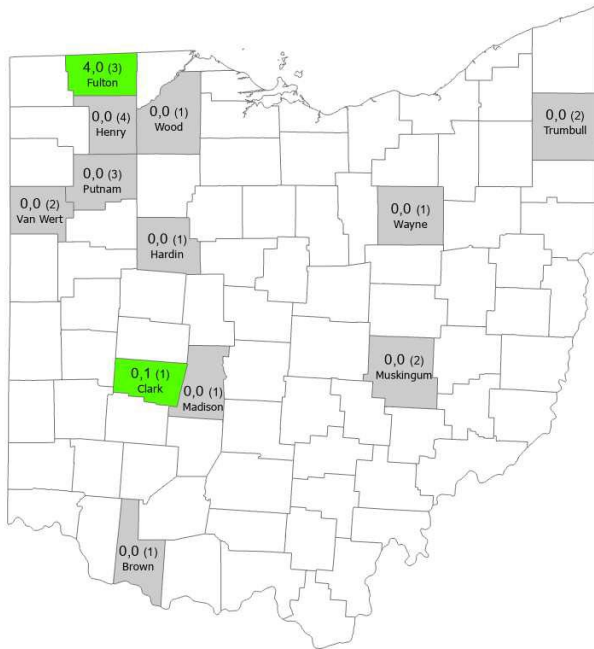 4,0 (3)
Fulton
0,0 (4)
Henry
0,0 (1)
Wood
0,0 (2)
Trumbull
0,0 (3)
Putnam
0,0 (2)
Van Wert
0,0 (1)
Wayne
0,0 (1)
Hardin
0,0 (2)
Muskingum
0,1 (1)
Clark
0,0 (1)
Madison
0,0 (1)
Brown